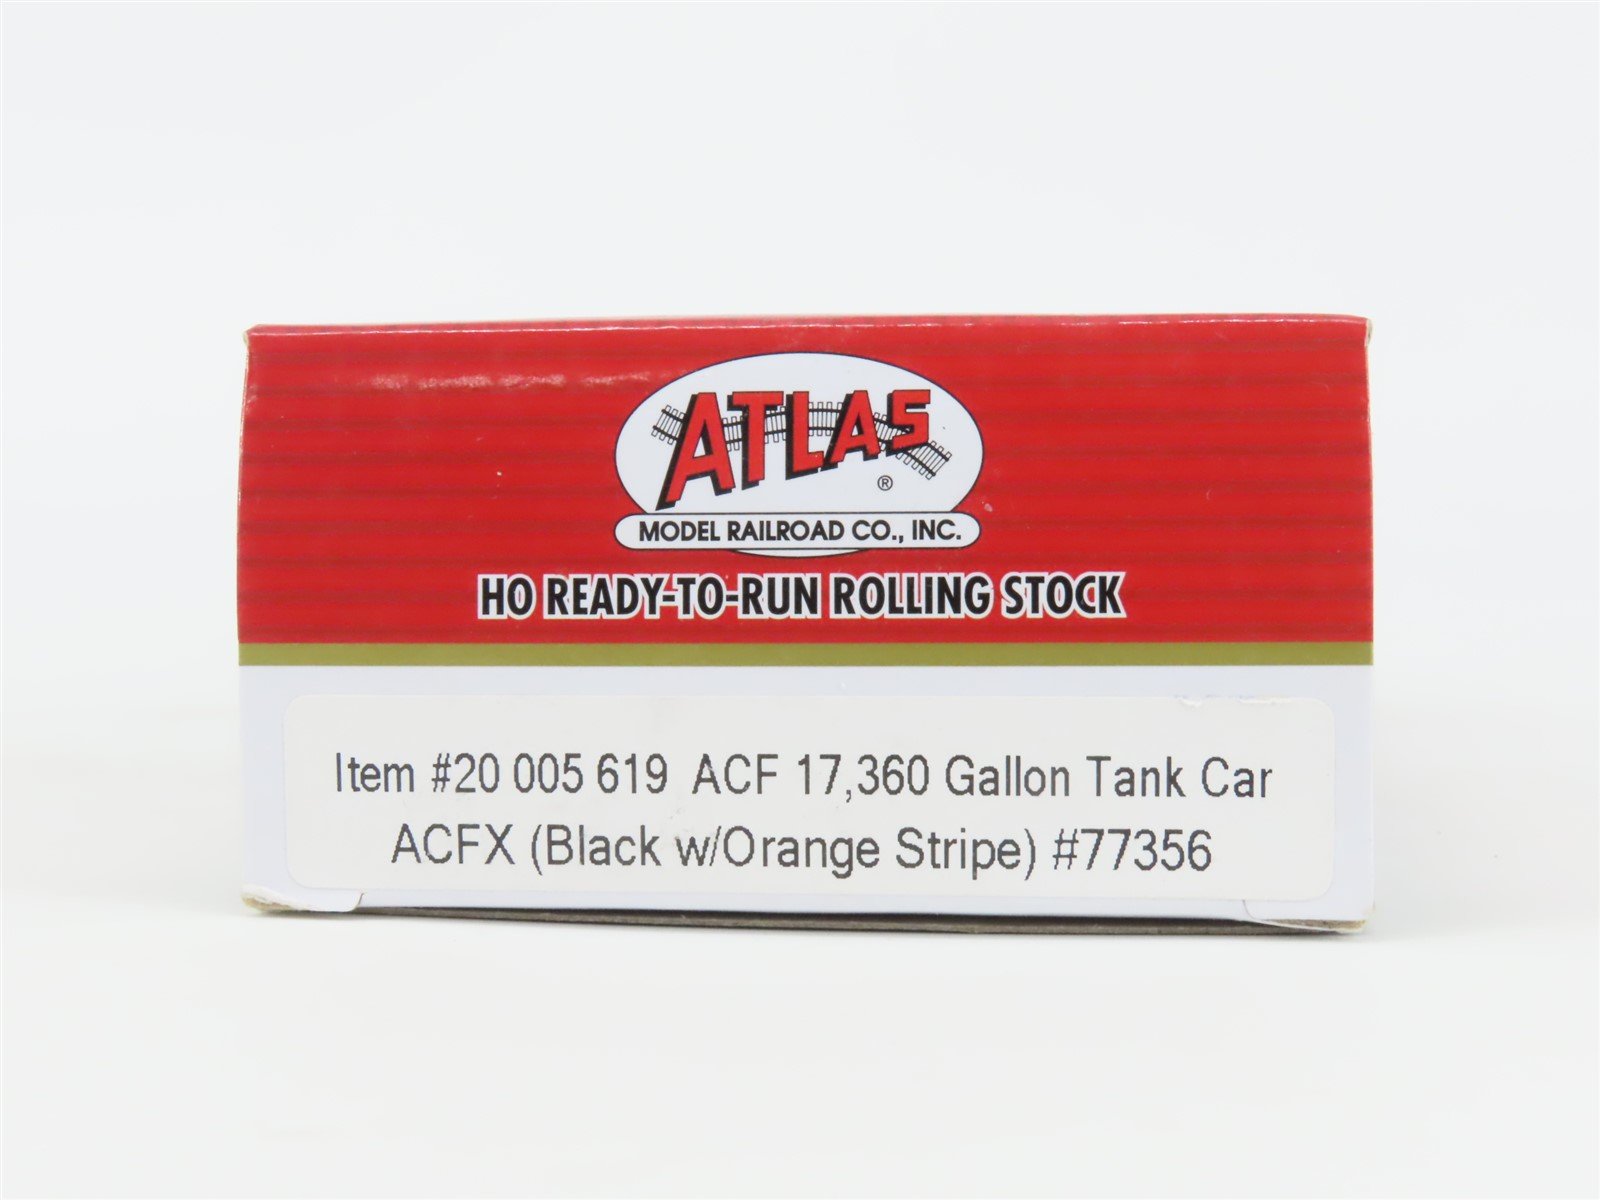 ATLAS
®
MODEL RAILROAD CO., INC.
HO READY-TO-RUN ROLLING STOCK
Item #20 005 619 ACF 17,360 Gallon Tank Car
ACFX (Black w/Orange Stripe) #77356